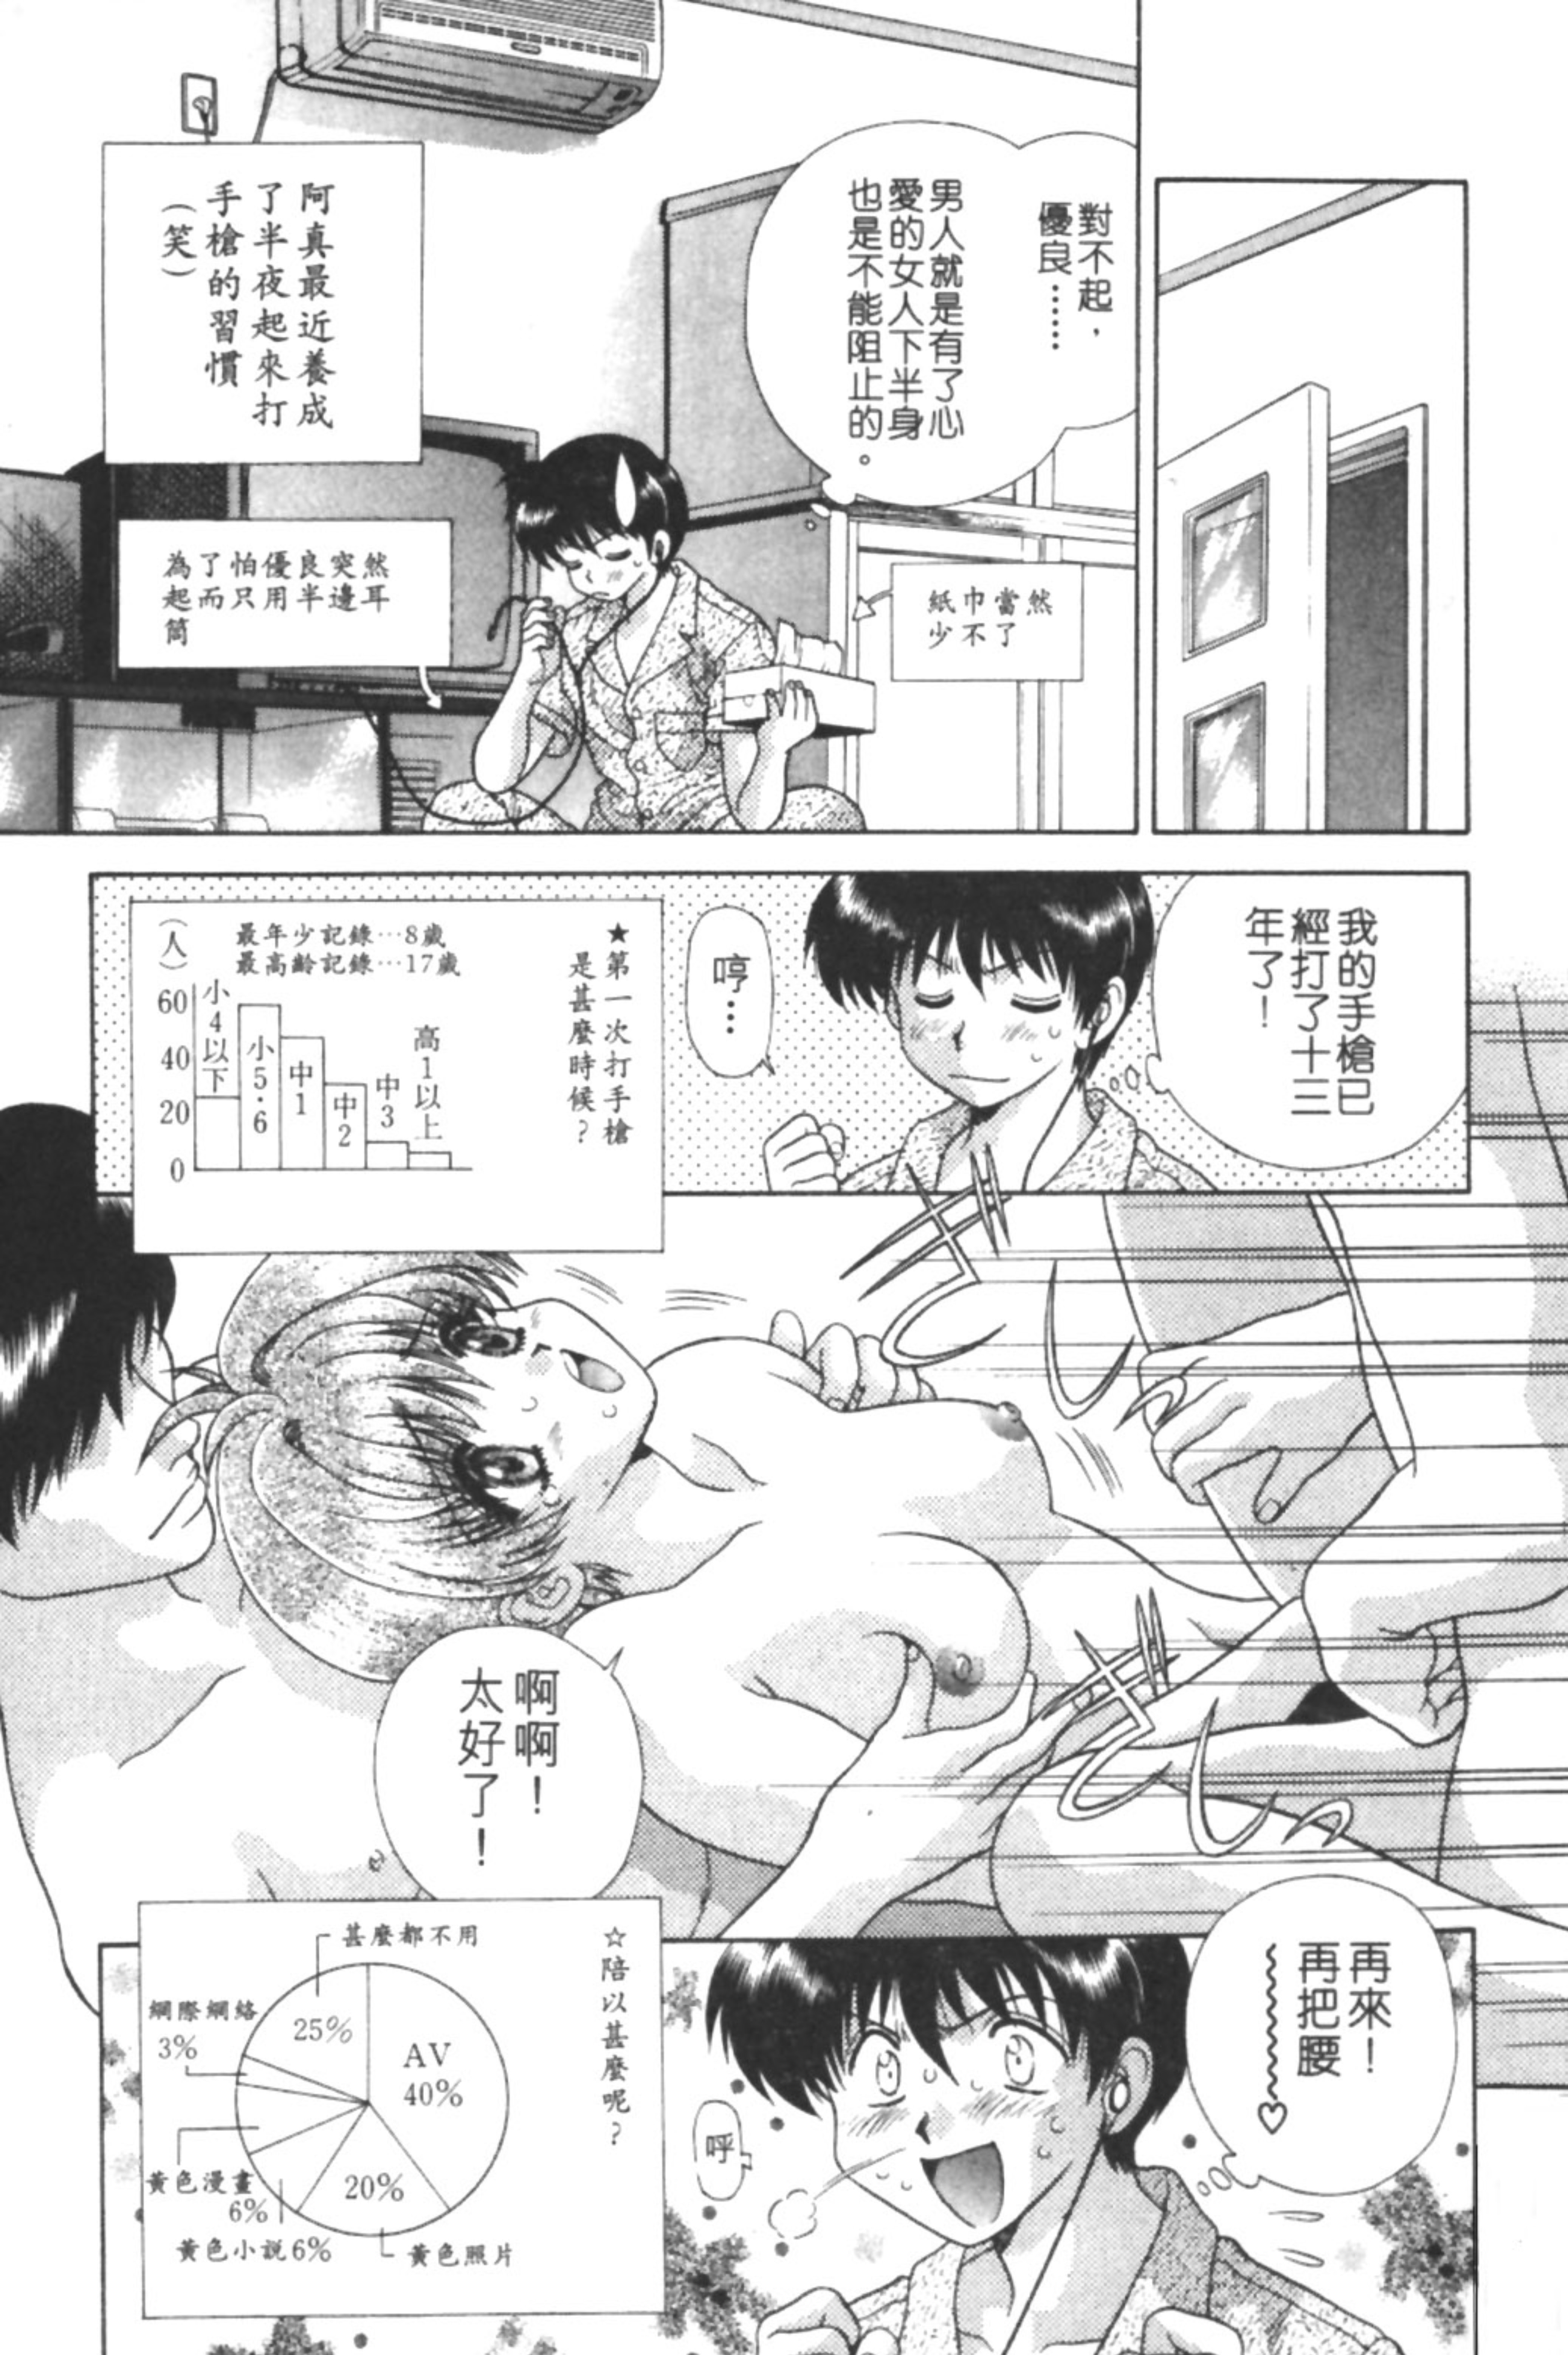 對不起，
優良……
男人就是有了心
愛的女人下半身
也是不能阻止的。
阿真最近養成
了半夜起來打
手槍的習慣
（笑）
為了怕優良突然
起而只用半邊耳
筒
紙巾當然
少不了
我的手槍已
經打了十三
年了！
哼…
★第一次打手槍
是甚麼時候？
最年少記錄…8歲
最高齡記錄…17歲
（人）
60
40
20
0
小4以下
小5·6
中1
中2
中3
高1以上
ギシ
ギシッ
啊啊！
太好了！
再來！
再把腰
～♡
呼
☆陪以甚麼呢？
甚麼都不用
25%
AV
40%
網際網絡
3%
黃色漫畫
6%
黃色小說6%
20%
黃色照片